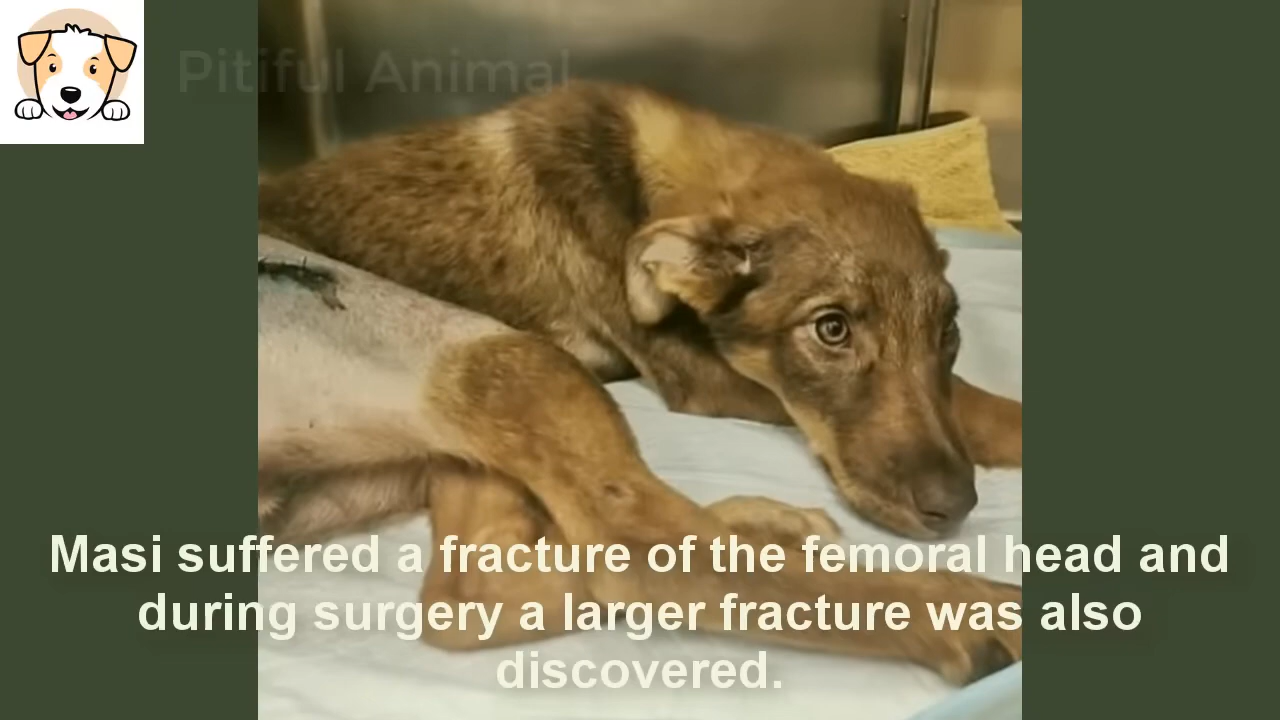 Pitiful Animal
Masi suffered a fracture of the femoral head and
during surgery a larger fracture was also
discovered.